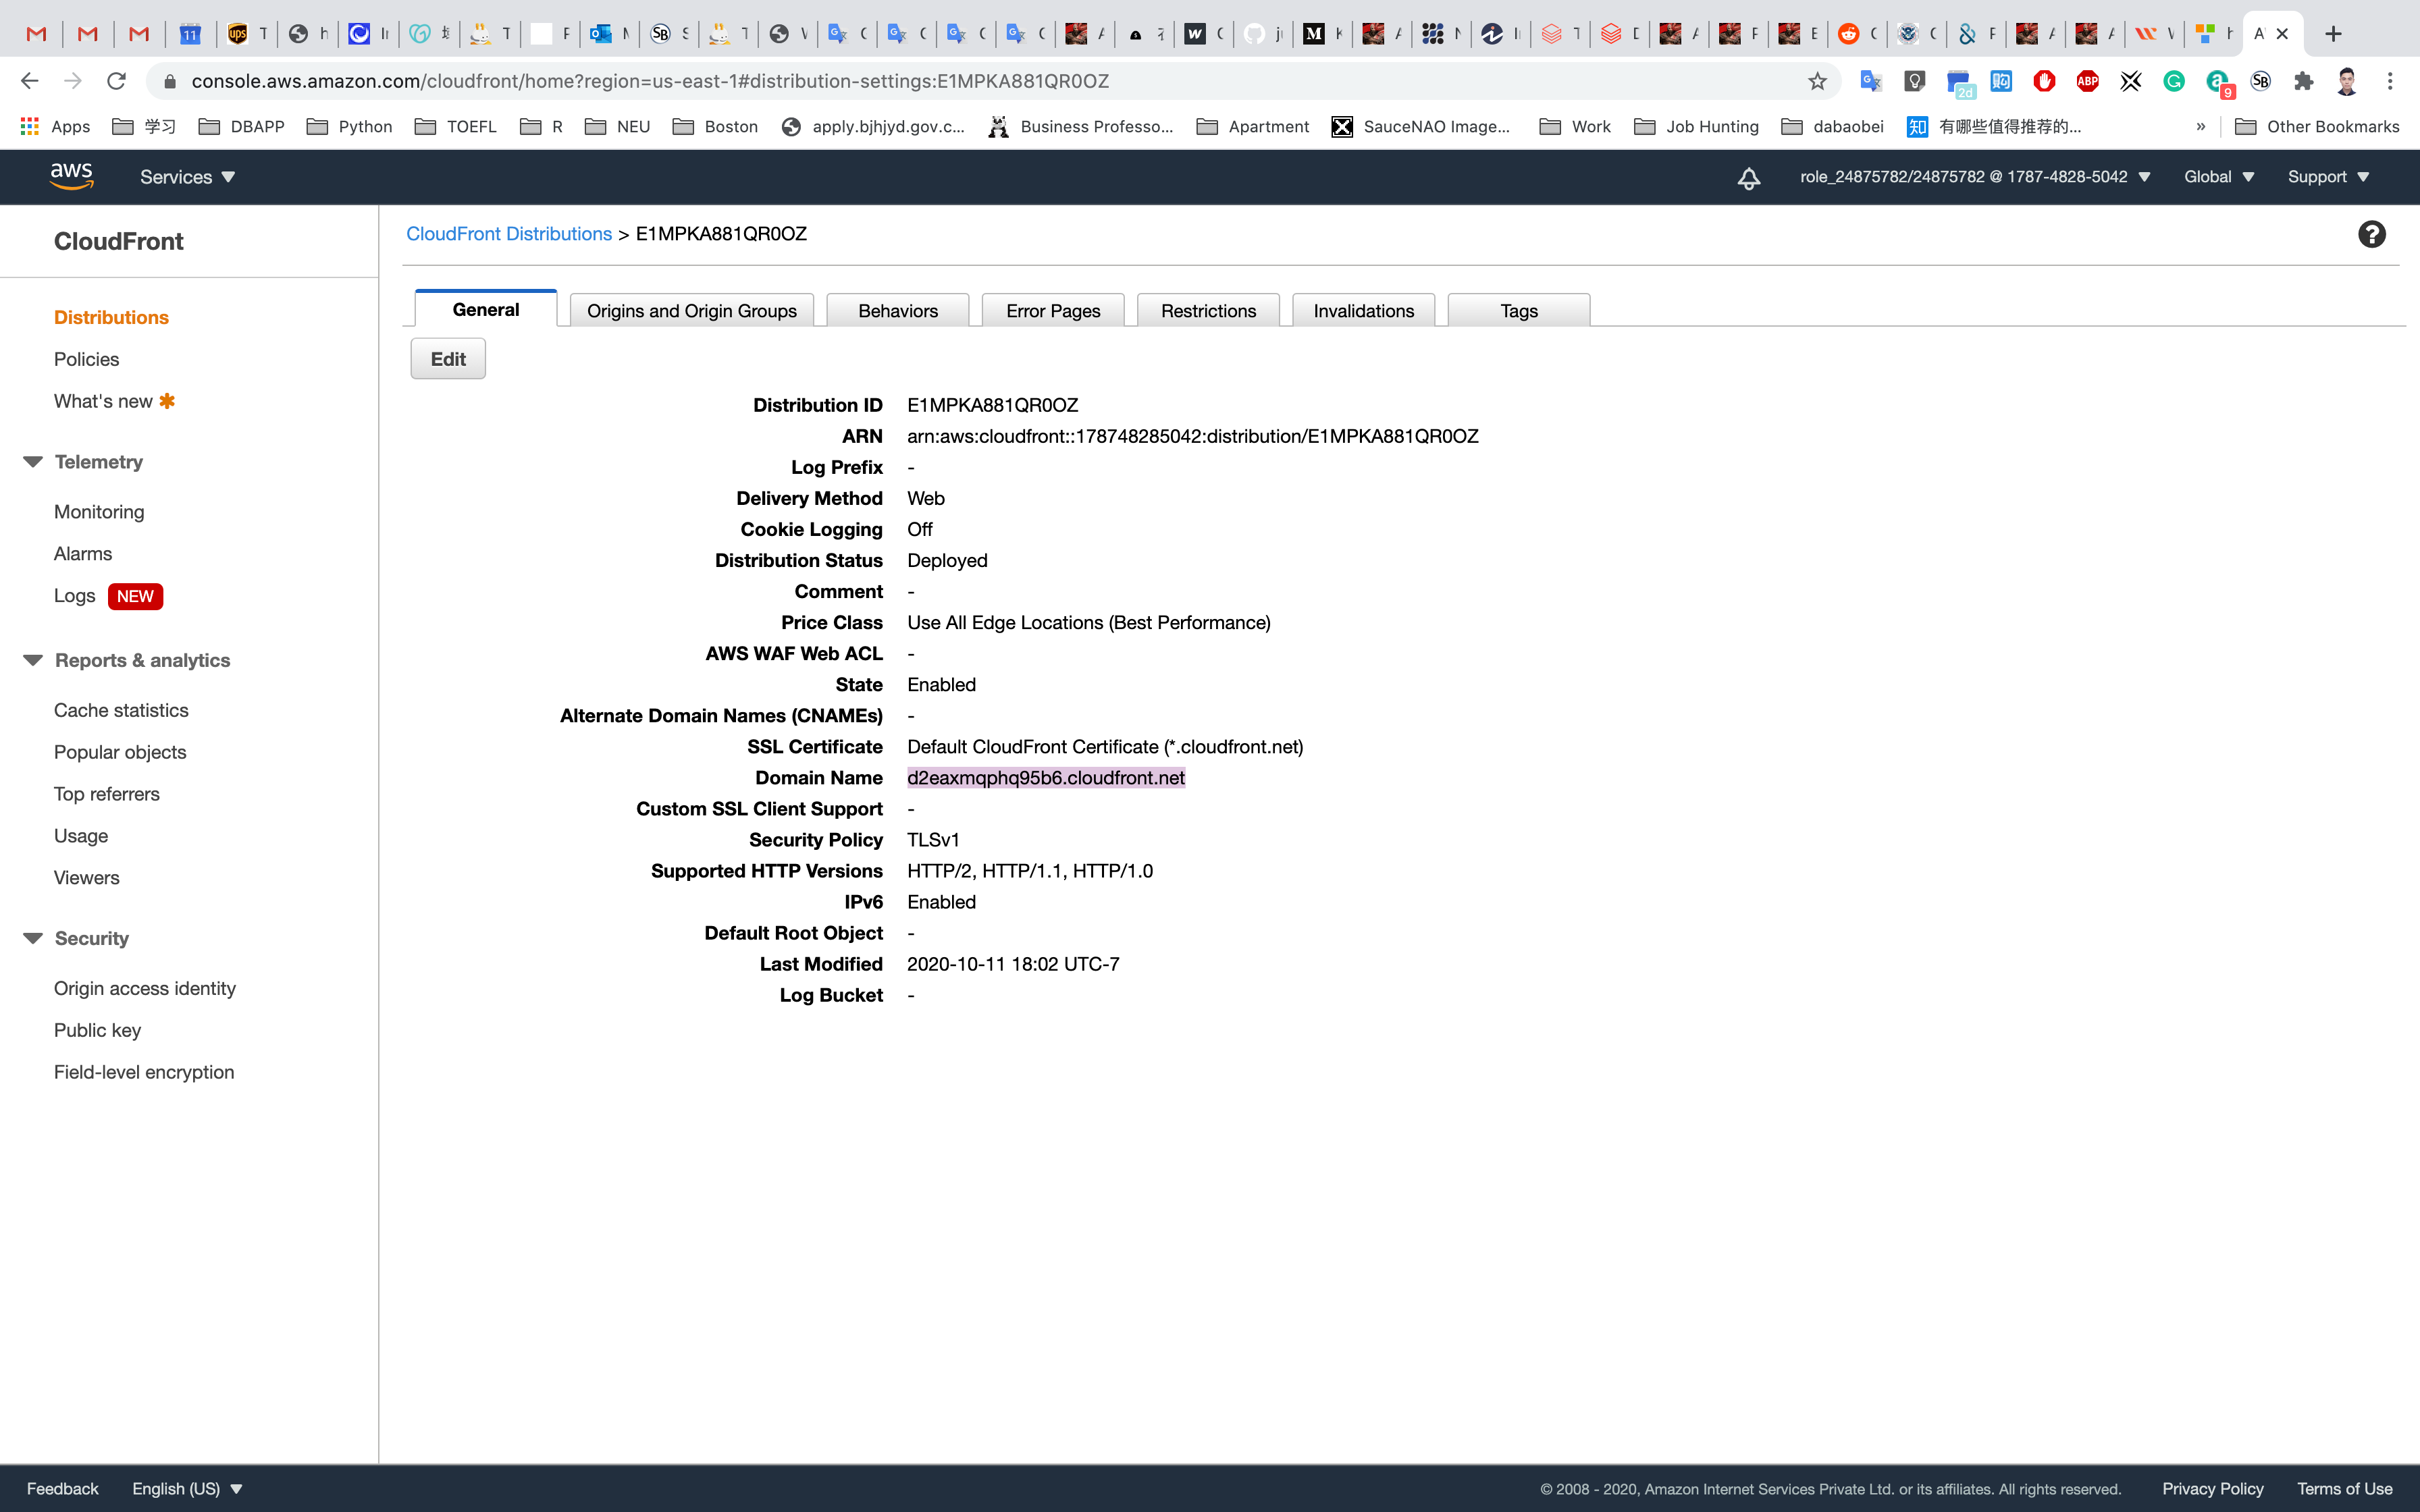 console.aws.amazon.com/cloudfront/home?region=us-east-1#distribution-settings:E1MPKA881QR0OZ
Apps 学习 DBAPP Python TOEFL R NEU Boston apply.bjhjyd.gov.c... Business Professo... Apartment SauceNAO Image... Work Job Hunting dabaobei 有哪些值得推荐的... » Other Bookmarks
aws Services role_24875782/24875782 @ 1787-4828-5042 Global Support
CloudFront
Distributions
Policies
What's new
Telemetry
Monitoring
Alarms
Logs NEW
Reports & analytics
Cache statistics
Popular objects
Top referrers
Usage
Viewers
Security
Origin access identity
Public key
Field-level encryption
CloudFront Distributions > E1MPKA881QR0OZ
General Origins and Origin Groups Behaviors Error Pages Restrictions Invalidations Tags
Edit
Distribution ID E1MPKA881QR0OZ
ARN arn:aws:cloudfront::178748285042:distribution/E1MPKA881QR0OZ
Log Prefix -
Delivery Method Web
Cookie Logging Off
Distribution Status Deployed
Comment -
Price Class Use All Edge Locations (Best Performance)
AWS WAF Web ACL -
State Enabled
Alternate Domain Names (CNAMEs) -
SSL Certificate Default CloudFront Certificate (*.cloudfront.net)
Domain Name d2eaxmqphq95b6.cloudfront.net
Custom SSL Client Support -
Security Policy TLSv1
Supported HTTP Versions HTTP/2, HTTP/1.1, HTTP/1.0
IPv6 Enabled
Default Root Object -
Last Modified 2020-10-11 18:02 UTC-7
Log Bucket -
Feedback English (US) © 2008 - 2020, Amazon Internet Services Private Ltd. or its affiliates. All rights reserved. Privacy Policy Terms of Use